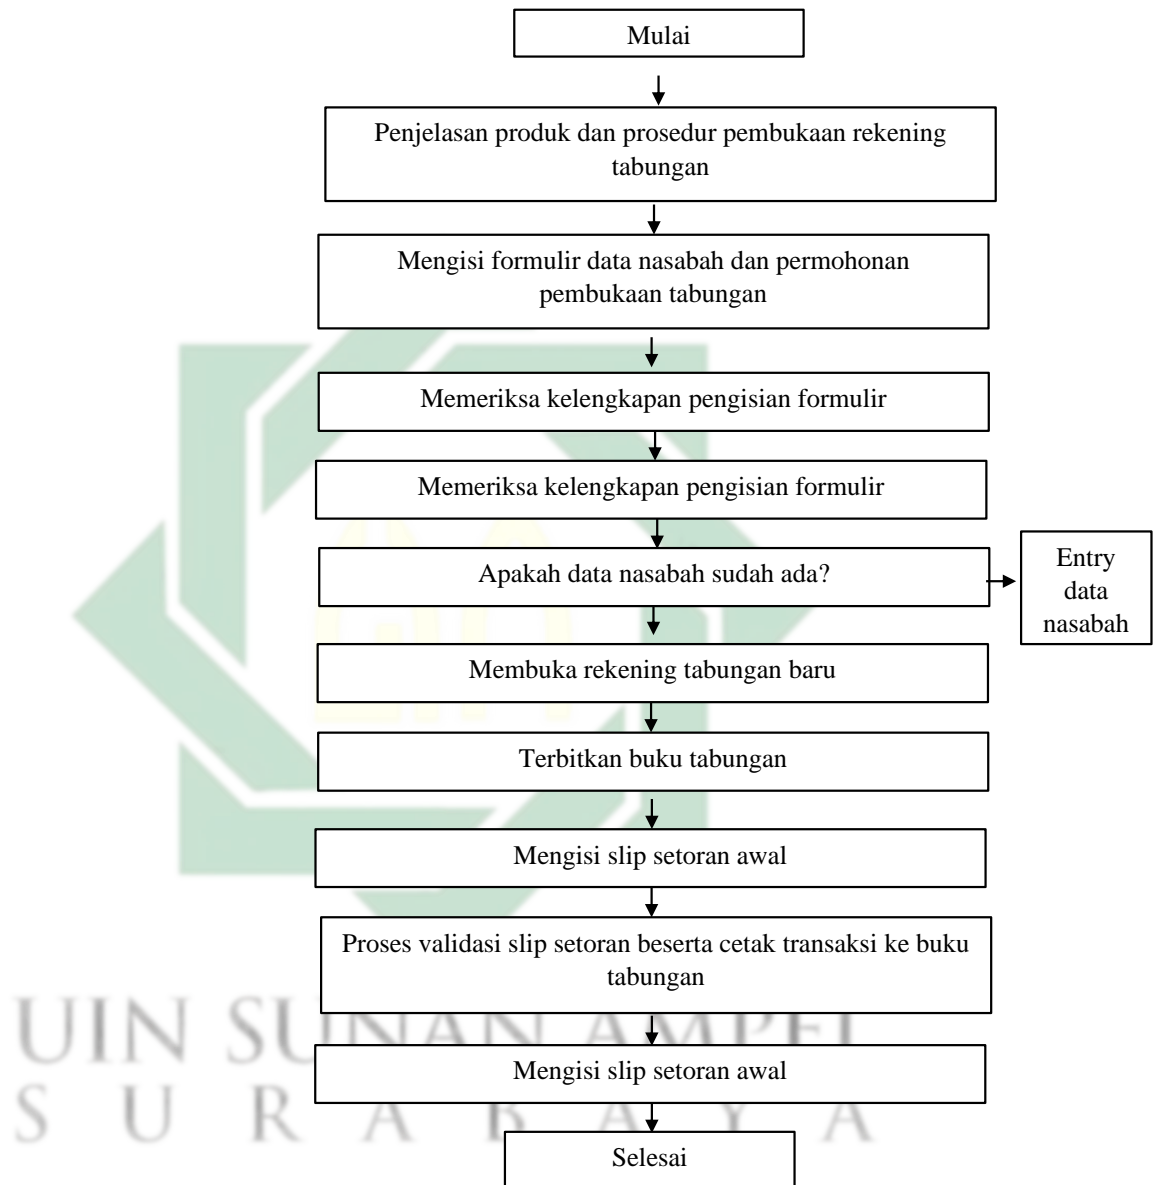 Mulai
Penjelasan produk dan prosedur pembukaan rekening
tabungan
Mengisi formulir data nasabah dan permohonan
pembukaan tabungan
Memeriksa kelengkapan pengisian formulir
Memeriksa kelengkapan pengisian formulir
Apakah data nasabah sudah ada?
Entry
data
nasabah
Membuka rekening tabungan baru
Terbitkan buku tabungan
Mengisi slip setoran awal
Proses validasi slip setoran beserta cetak transaksi ke buku
tabungan
UIN SUNAN AMPEL
Mengisi slip setoran awal
SURABAYA
Selesai